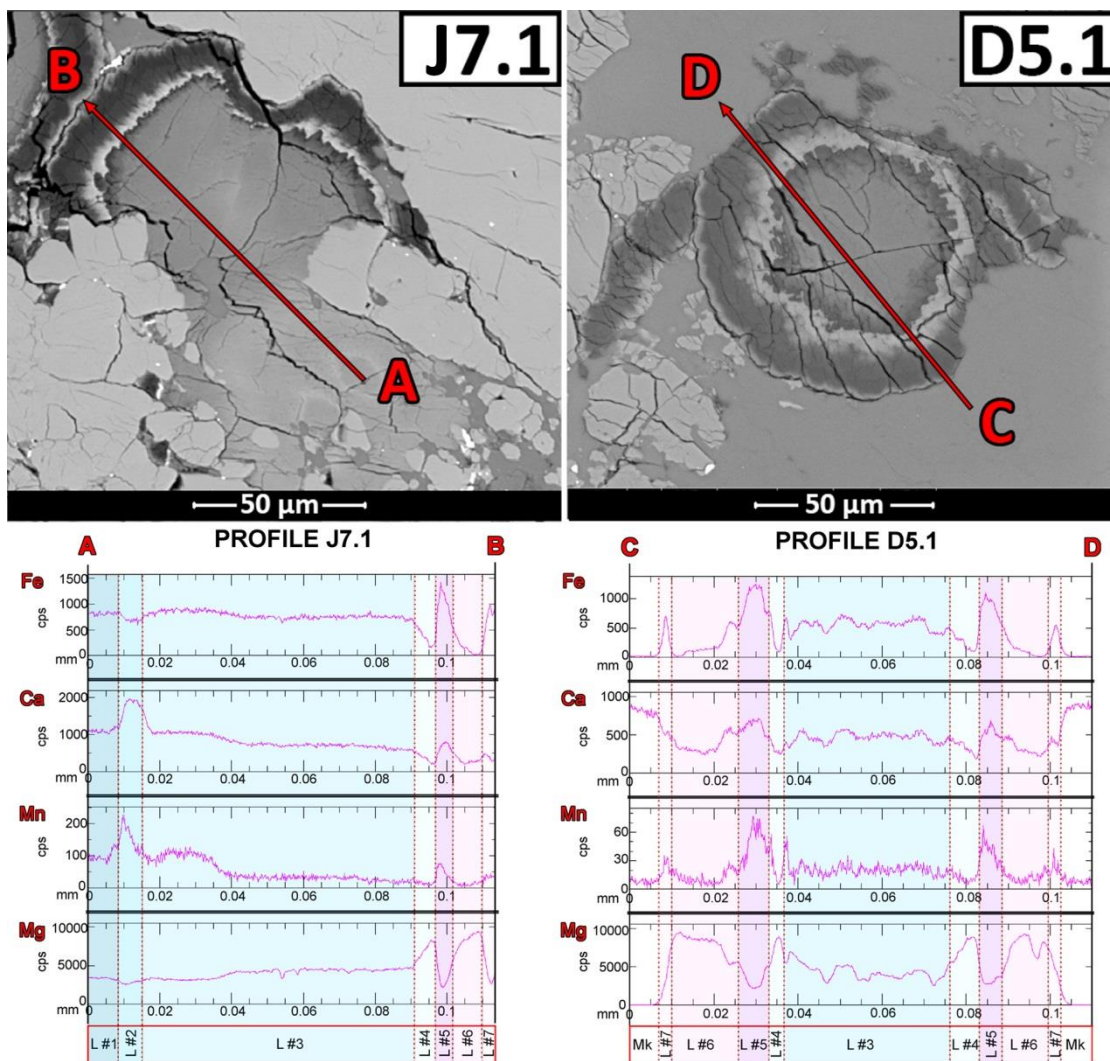 J7.1
B
A
50 µm
D5.1
D
C
50 µm
PROFILE J7.1
A
B
Fe
cps
1500
1000
500
0
mm
0 0.02 0.04 0.06 0.08 0.1
Ca
cps
2000
1000
0
mm
0 0.02 0.04 0.06 0.08 0.1
Mn
cps
200
100
0
mm
0 0.02 0.04 0.06 0.08 0.1
Mg
cps
10000
5000
0
mm
0 0.02 0.04 0.06 0.08 0.1
L #1 L #2 L #3 L #4 L #5 L #6 L #7
PROFILE D5.1
C
D
Fe
cps
1000
500
0
mm
0 0.02 0.04 0.06 0.08 0.1
Ca
cps
1000
500
0
mm
0 0.02 0.04 0.06 0.08 0.1
Mn
cps
60
30
0
mm
0 0.02 0.04 0.06 0.08 0.1
Mg
cps
10000
5000
0
mm
0 0.02 0.04 0.06 0.08 0.1
Mk L #7 L #6 L #5 L #4 L #3 L #4 L #5 L #6 L #7 Mk